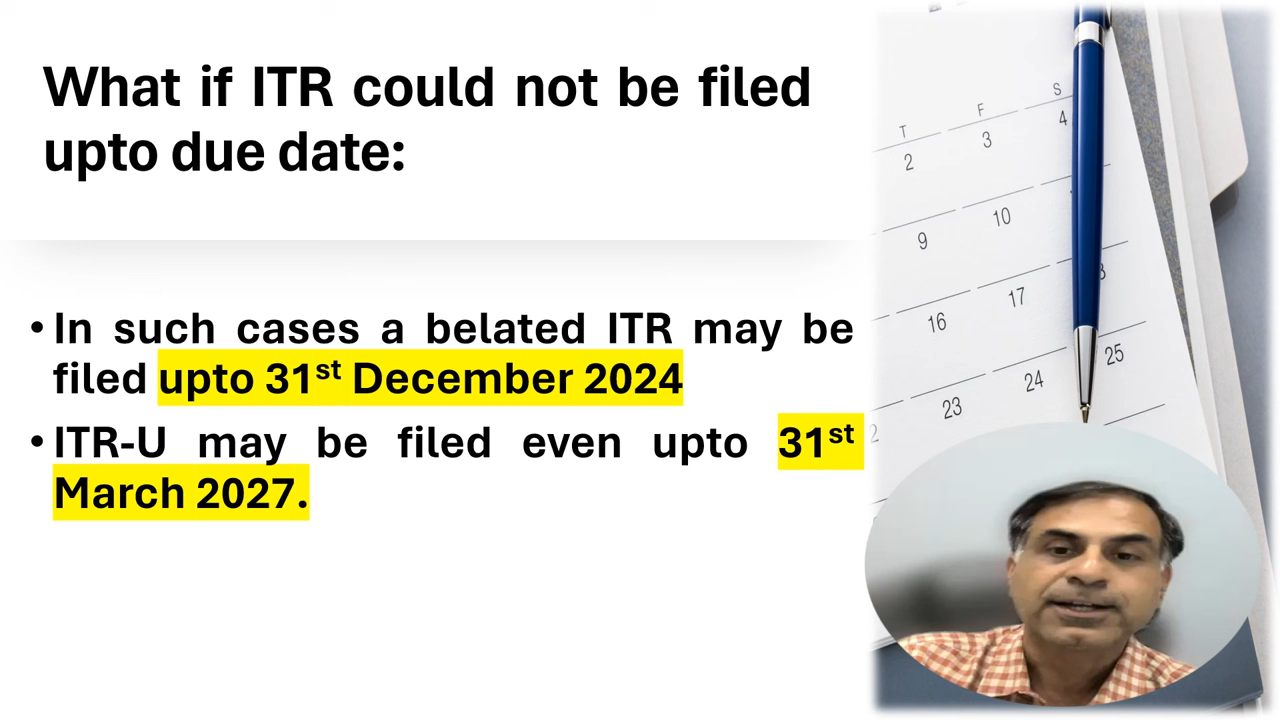 What if ITR could not be filed
upto due date:
• In such cases a belated ITR may be
filed upto 31st December 2024
• ITR-U may be filed even upto 31st
March 2027.
T F S
2 3 4
9 10
16 17
23 24 25